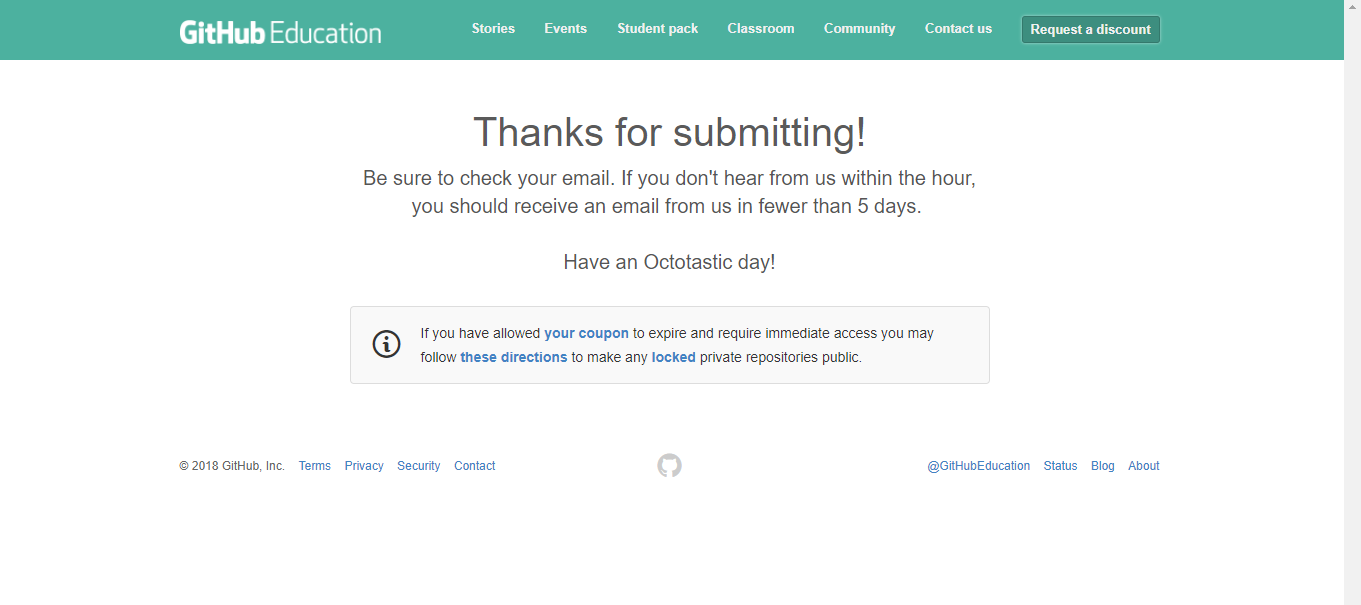 GitHub Education Stories Events Student pack Classroom Community Contact us Request a discount
Thanks for submitting!
Be sure to check your email. If you don't hear from us within the hour,
you should receive an email from us in fewer than 5 days.
Have an Octotastic day!
If you have allowed your coupon to expire and require immediate access you may
follow these directions to make any locked private repositories public.
© 2018 GitHub, Inc. Terms Privacy Security Contact @GitHubEducation Status Blog About